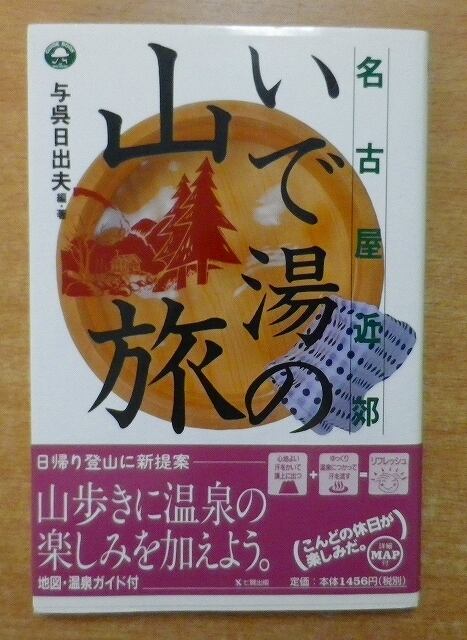 名古屋近郊
いで湯の
山旅
与呉日出夫 編・著
日帰り登山に新提案
山歩きに温泉の
楽しみを加えよう。
地図・温泉ガイド付
心地よい
汗をかいて
頂上に立つ
+
ゆっくり
温泉につかって
汗を流す
=
リフレッシュ
(こんどの休日が
楽しみだ。)
詳細
MAP
付
七賢出版
定価:本体1456円(税別)